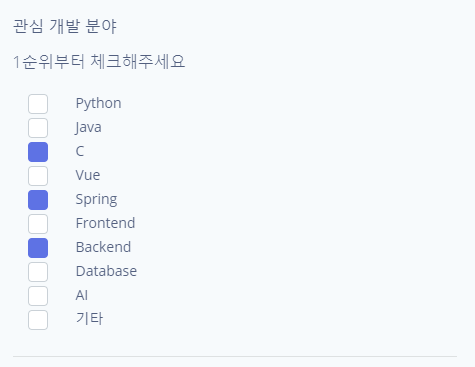 관심 개발 분야
1순위부터 체크해주세요
Python
Java
C
Vue
Spring
Frontend
Backend
Database
AI
기타